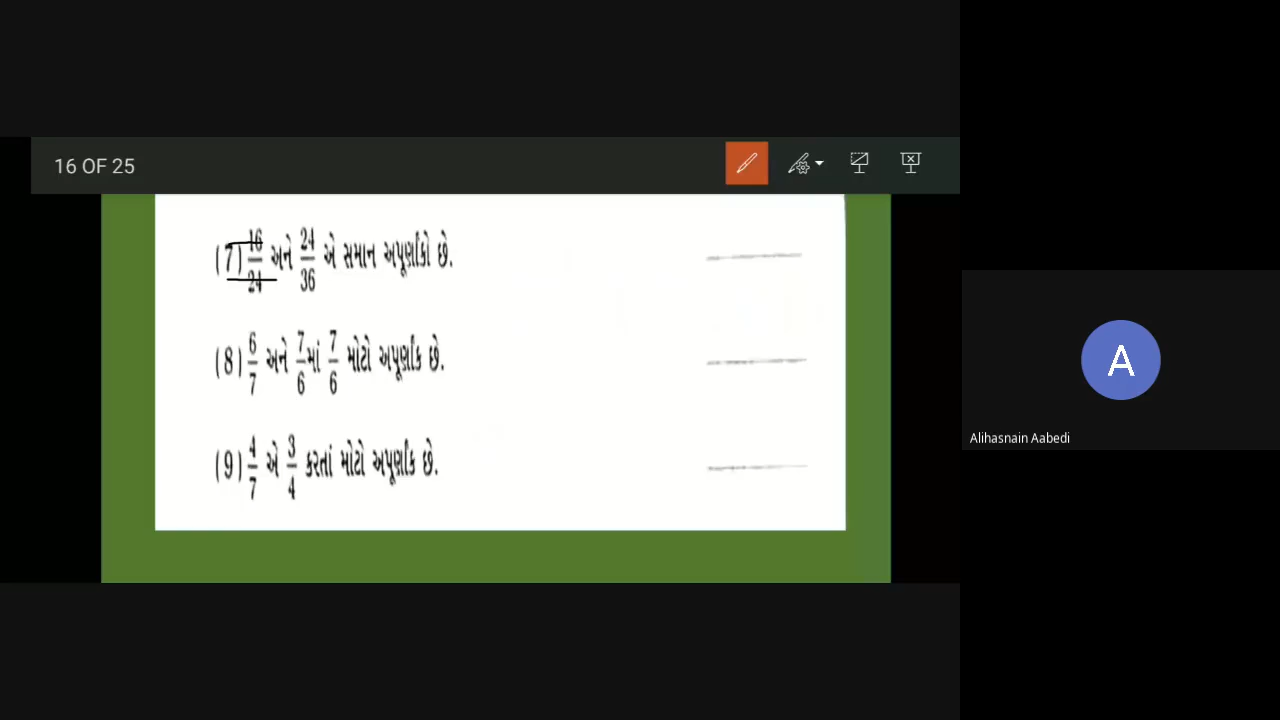 16 OF 25
(7) 16/24 અને 24/36 એ સમાન અપૂર્ણાંકો છે.
(8) 6/7 અને 7/6 માં 7/6 મોટો અપૂર્ણાંક છે.
(9) 4/7 એ 3/4 કરતાં મોટો અપૂર્ણાંક છે.
A
Alihasnain Aabedi